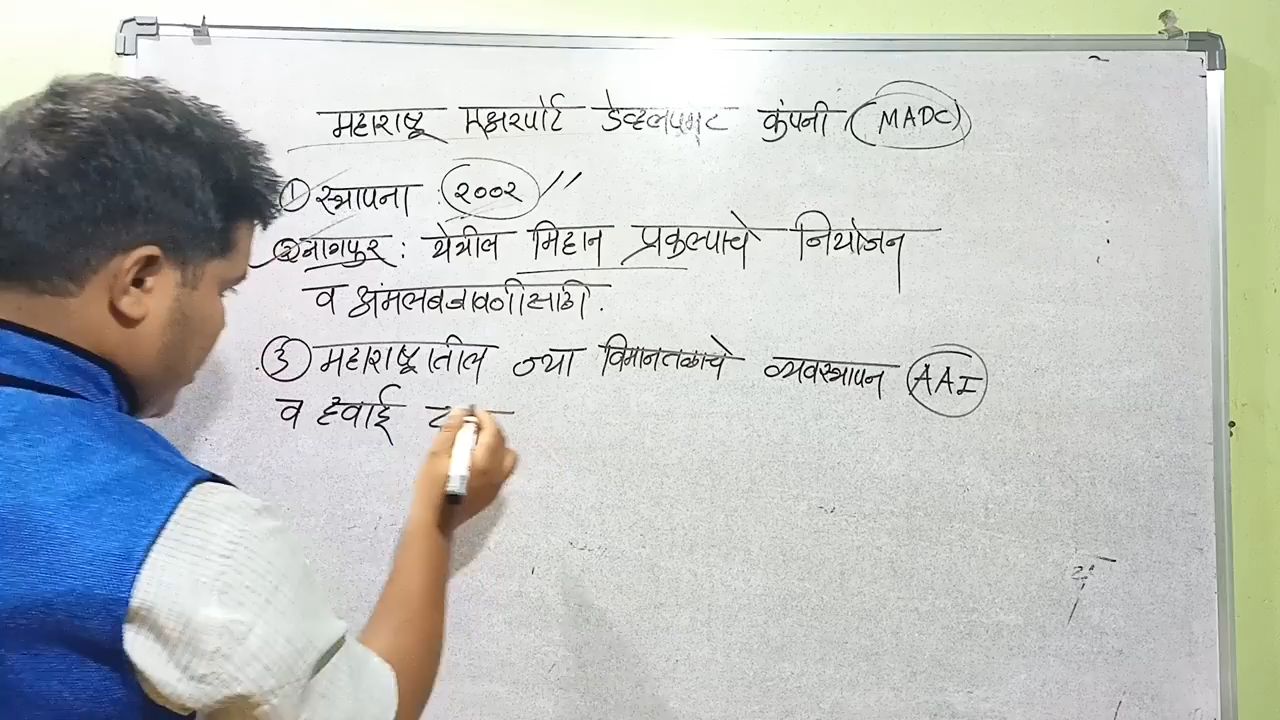 महाराष्ट्र एअरपोर्ट डेव्हलपमेंट कंपनी (MADC)
① स्थापना : २००२
② नागपुर : येथील मिहान प्रकल्पाचे नियोजन
व अंमलबजावणीसाठी.
③ महाराष्ट्रातील ज्या विमानतळाचे व्यवस्थापन AAI
व हवाई